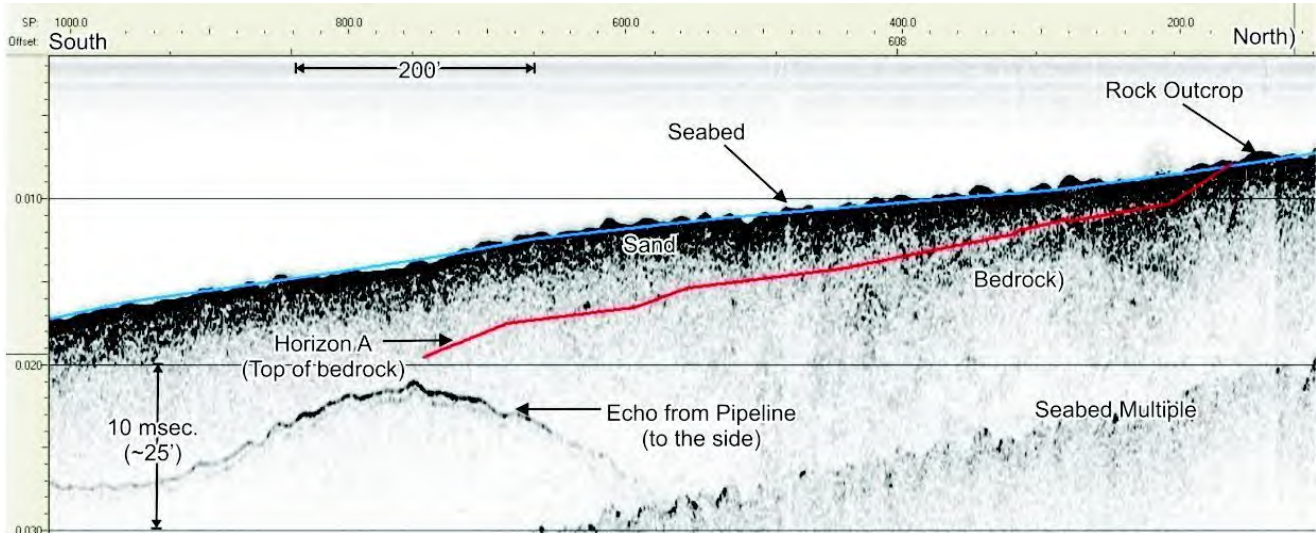 SP: 1000.0 800.0 600.0 400.0 200.0
Offset: 608
South North)
200'
Rock Outcrop
Seabed
0.010
Sand
Bedrock)
Horizon A
(Top of bedrock)
0.020
Echo from Pipeline
(to the side)
Seabed Multiple
10 msec.
(~25')
0.030